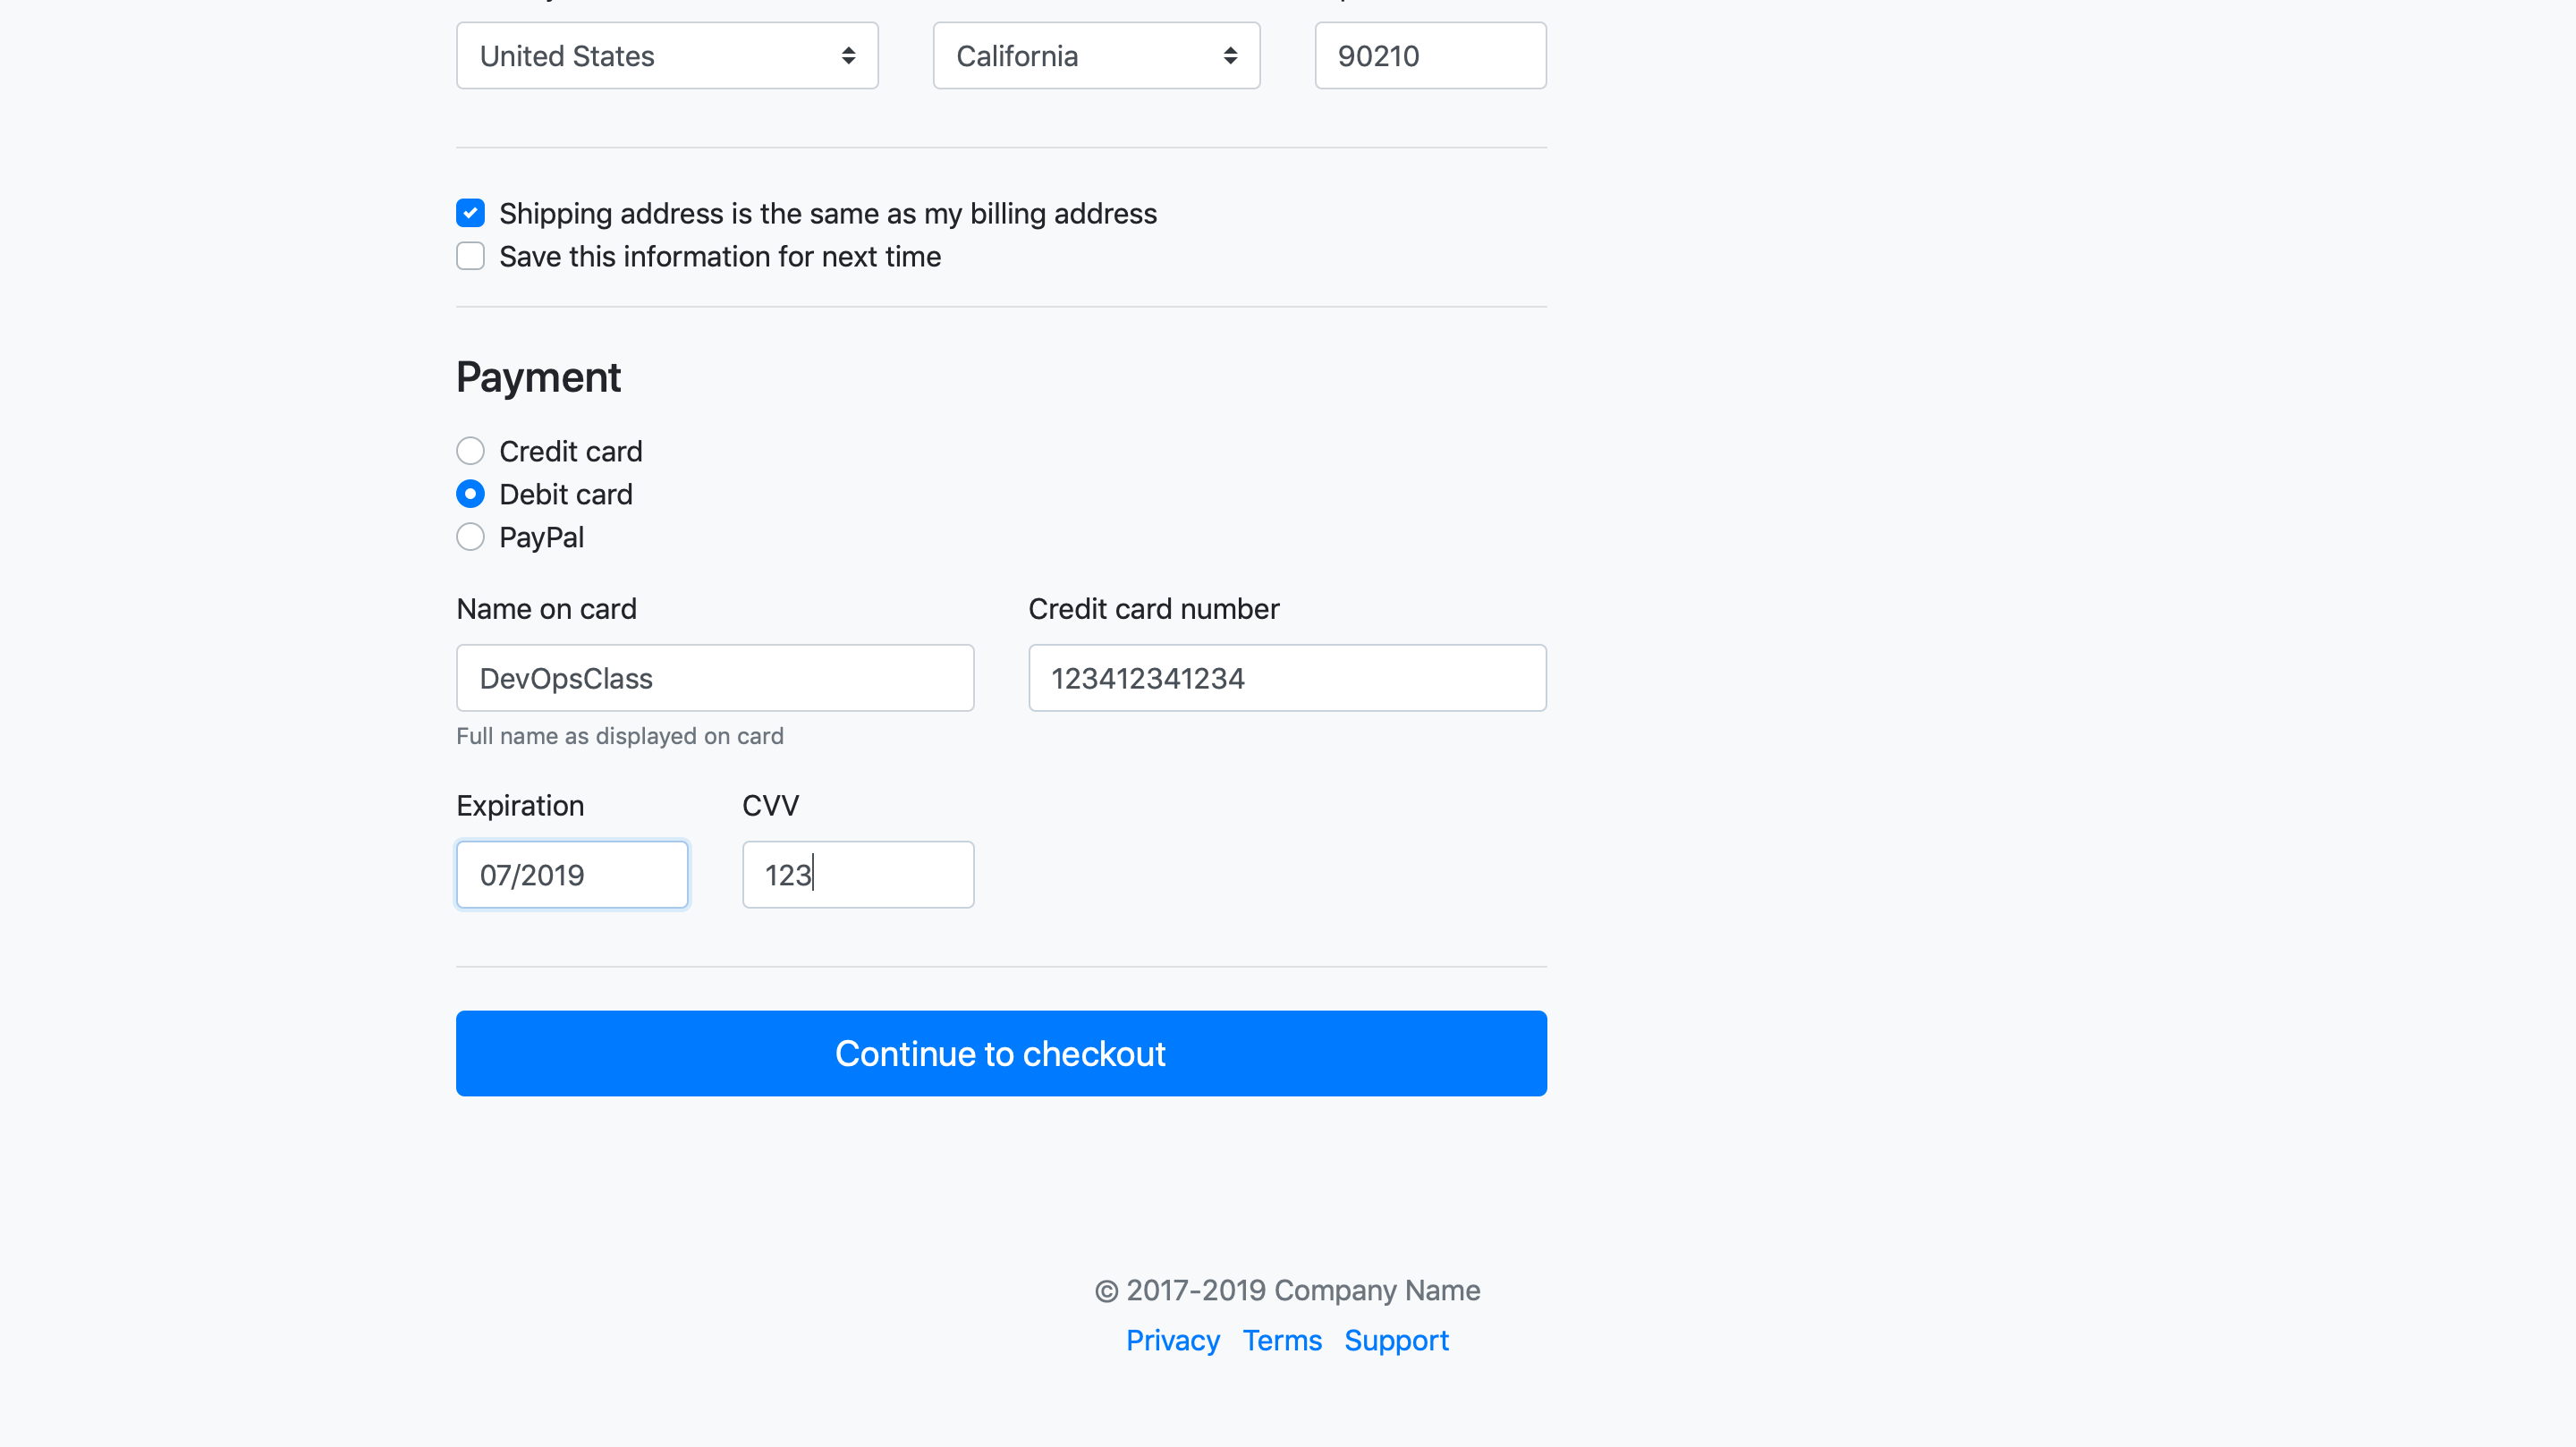 United States California 90210
Shipping address is the same as my billing address
Save this information for next time
Payment
Credit card
Debit card
PayPal
Name on card Credit card number
DevOpsClass 123412341234
Full name as displayed on card
Expiration CVV
07/2019 123
Continue to checkout
© 2017-2019 Company Name
Privacy Terms Support